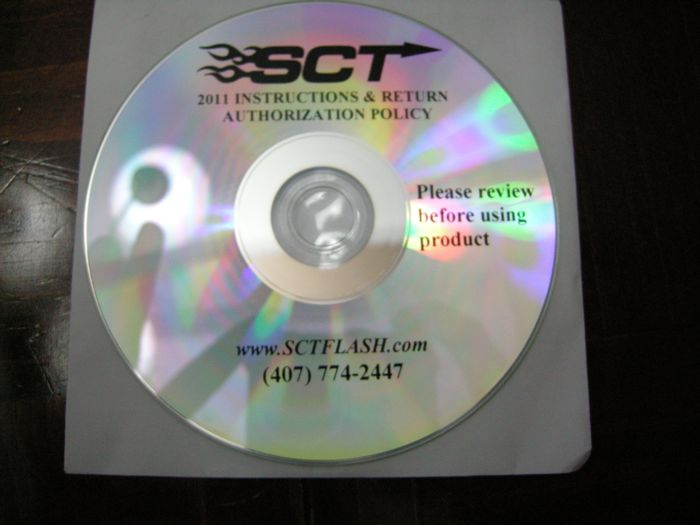 SCT
2011 INSTRUCTIONS & RETURN
AUTHORIZATION POLICY
Please review
before using
product
www.SCTFLASH.com
(407) 774-2447